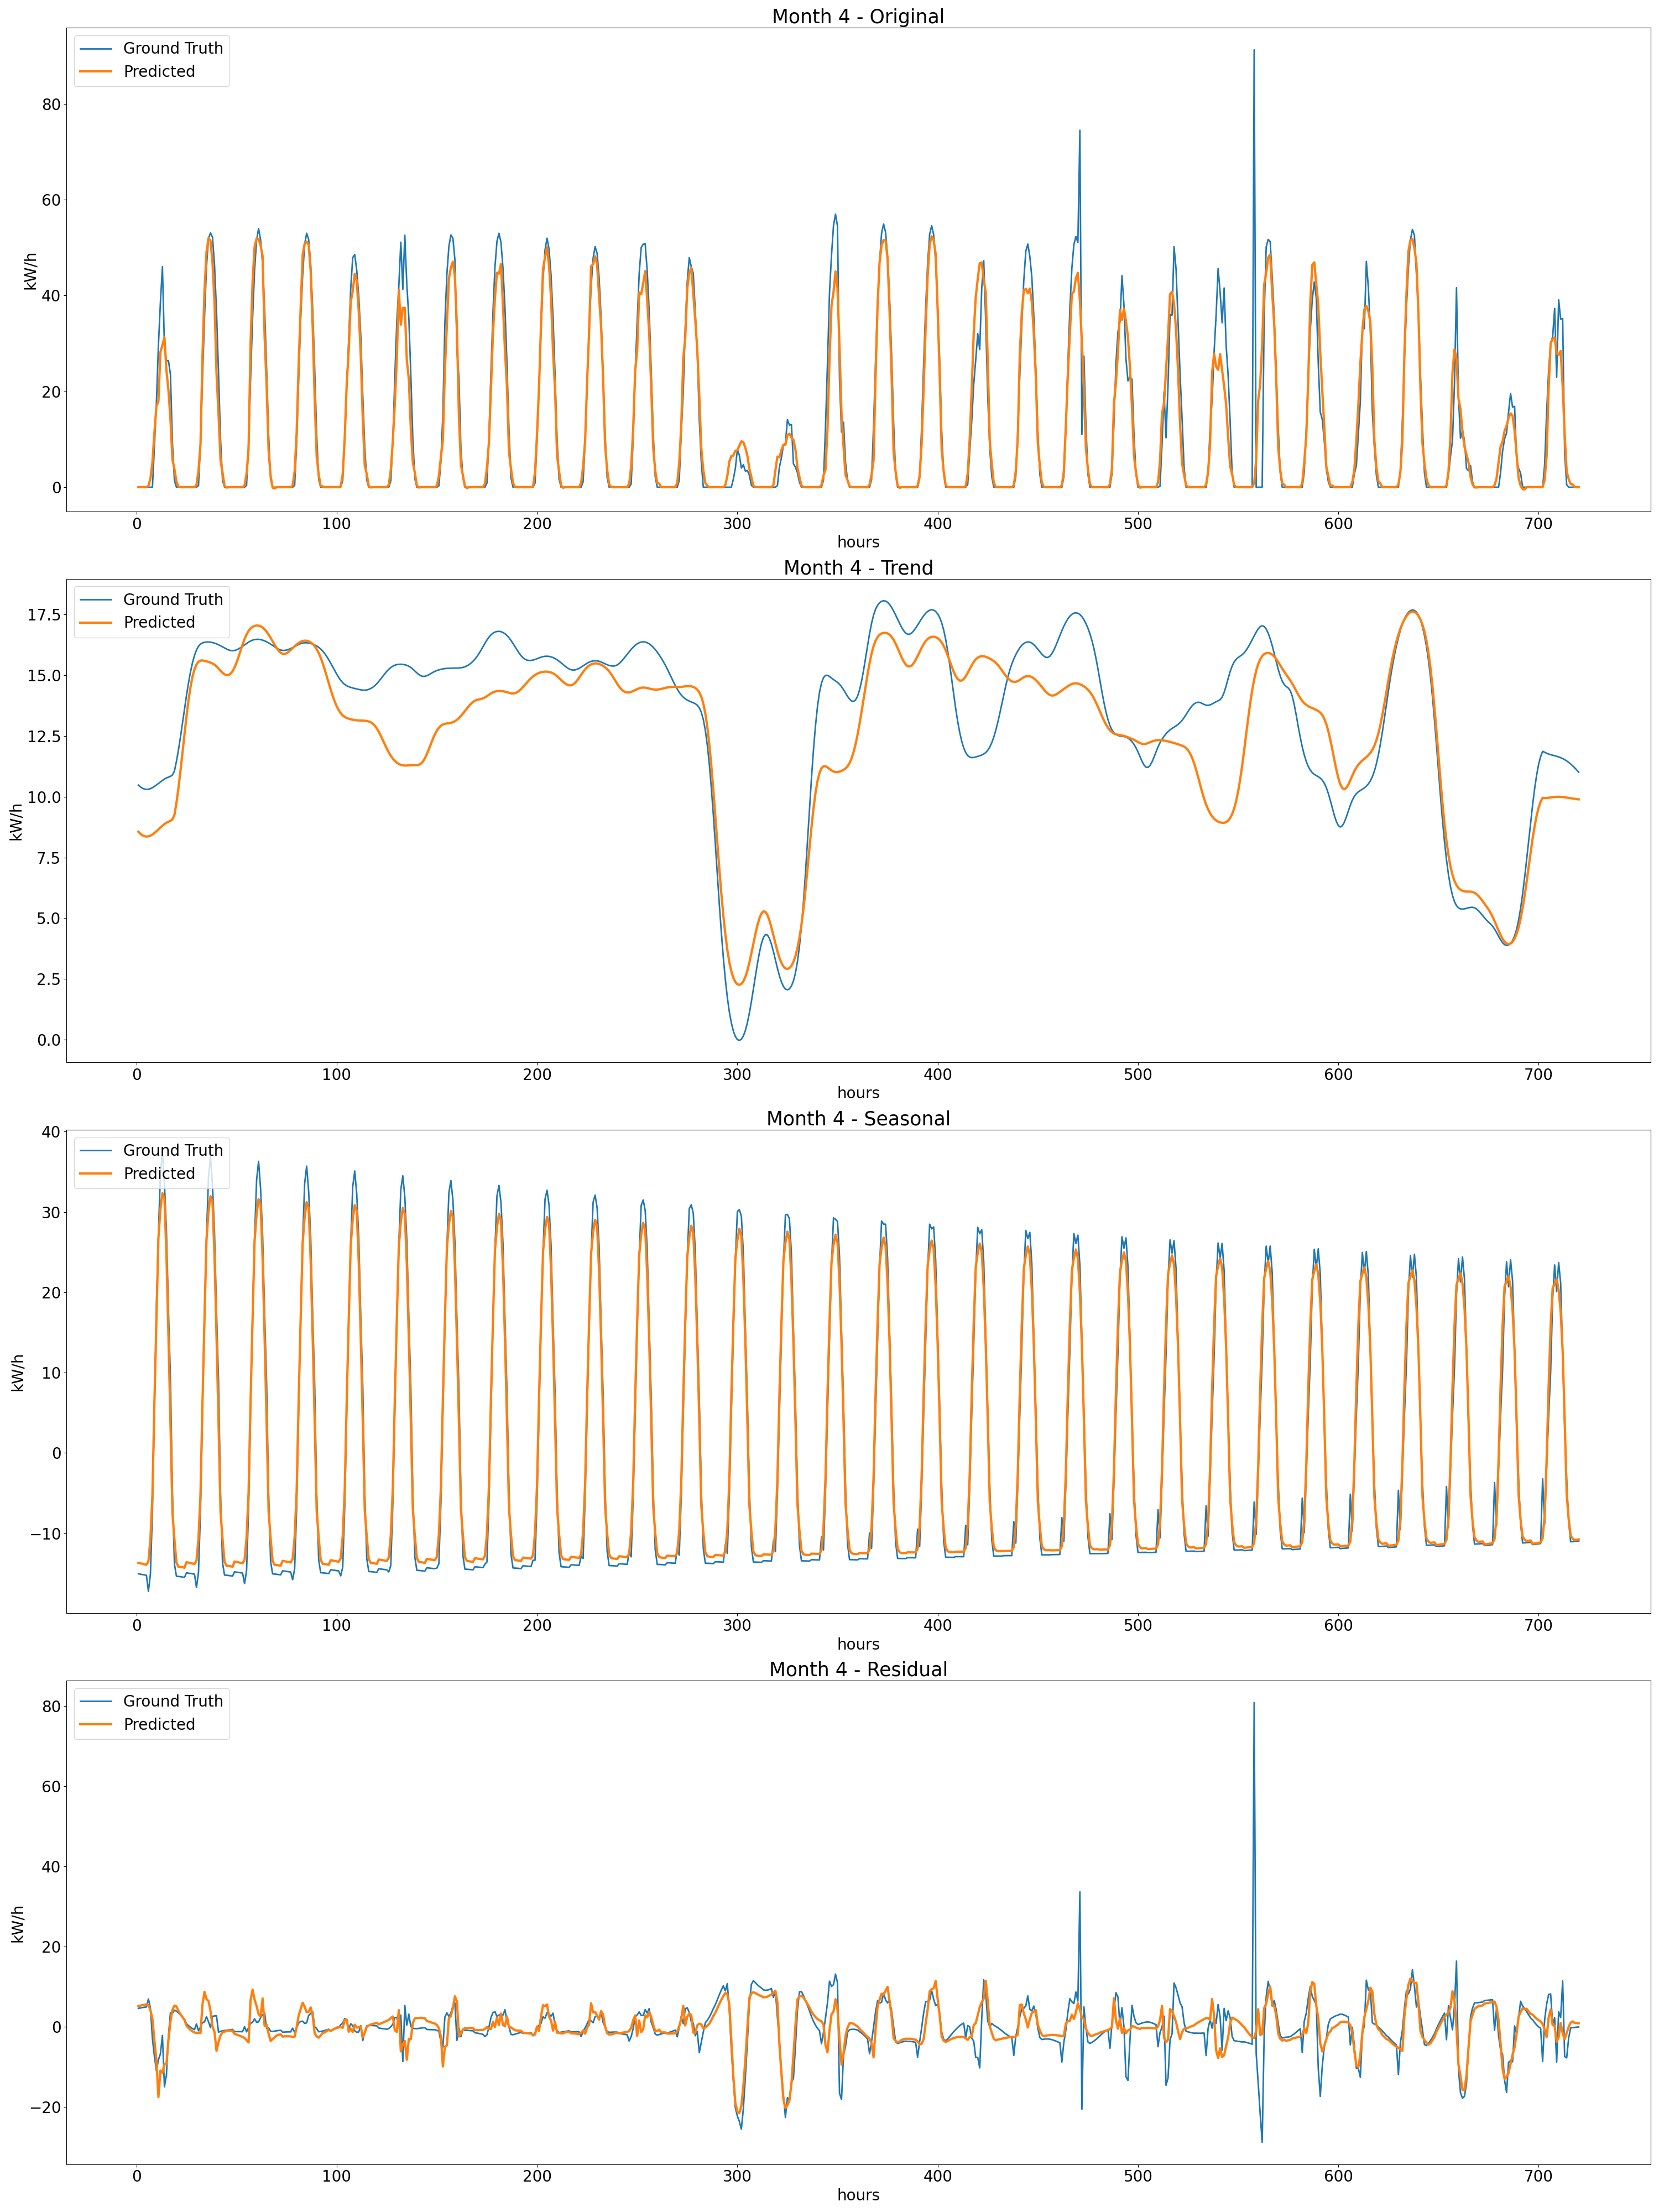 Month 4 - Original
Ground Truth
Predicted
80
60
40
20
0
kW/h
0 100 200 300 400 500 600 700
hours
Month 4 - Trend
Ground Truth
Predicted
17.5
15.0
12.5
10.0
7.5
5.0
2.5
0.0
kW/h
0 100 200 300 400 500 600 700
hours
Month 4 - Seasonal
Ground Truth
Predicted
40
30
20
10
0
−10
kW/h
0 100 200 300 400 500 600 700
hours
Month 4 - Residual
Ground Truth
Predicted
80
60
40
20
0
−20
kW/h
0 100 200 300 400 500 600 700
hours